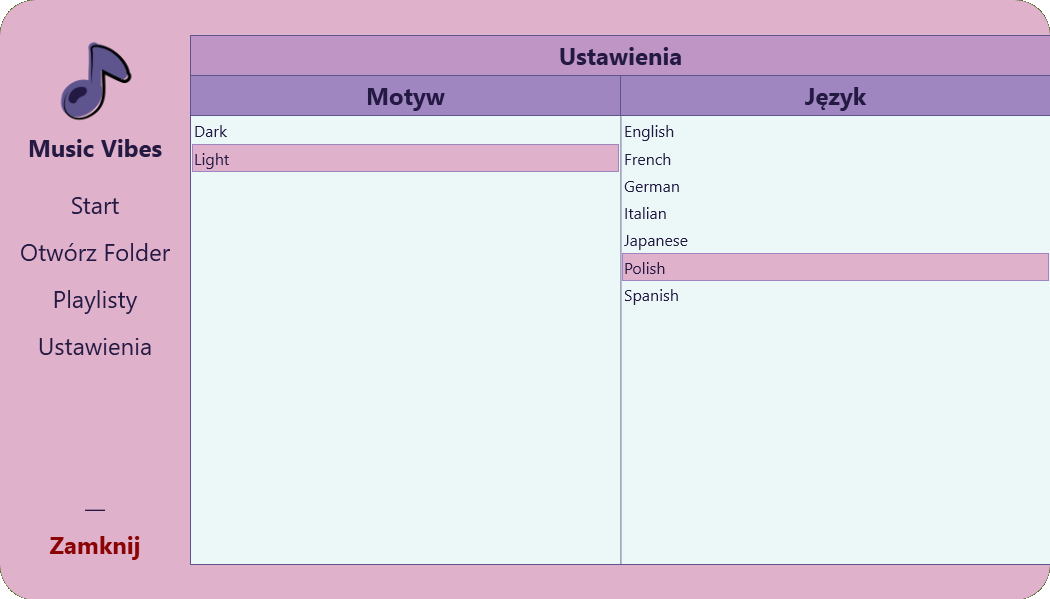 Music Vibes
Start
Otwórz Folder
Playlisty
Ustawienia
—
Zamknij
Ustawienia
Motyw
Dark
Light
Język
English
French
German
Italian
Japanese
Polish
Spanish